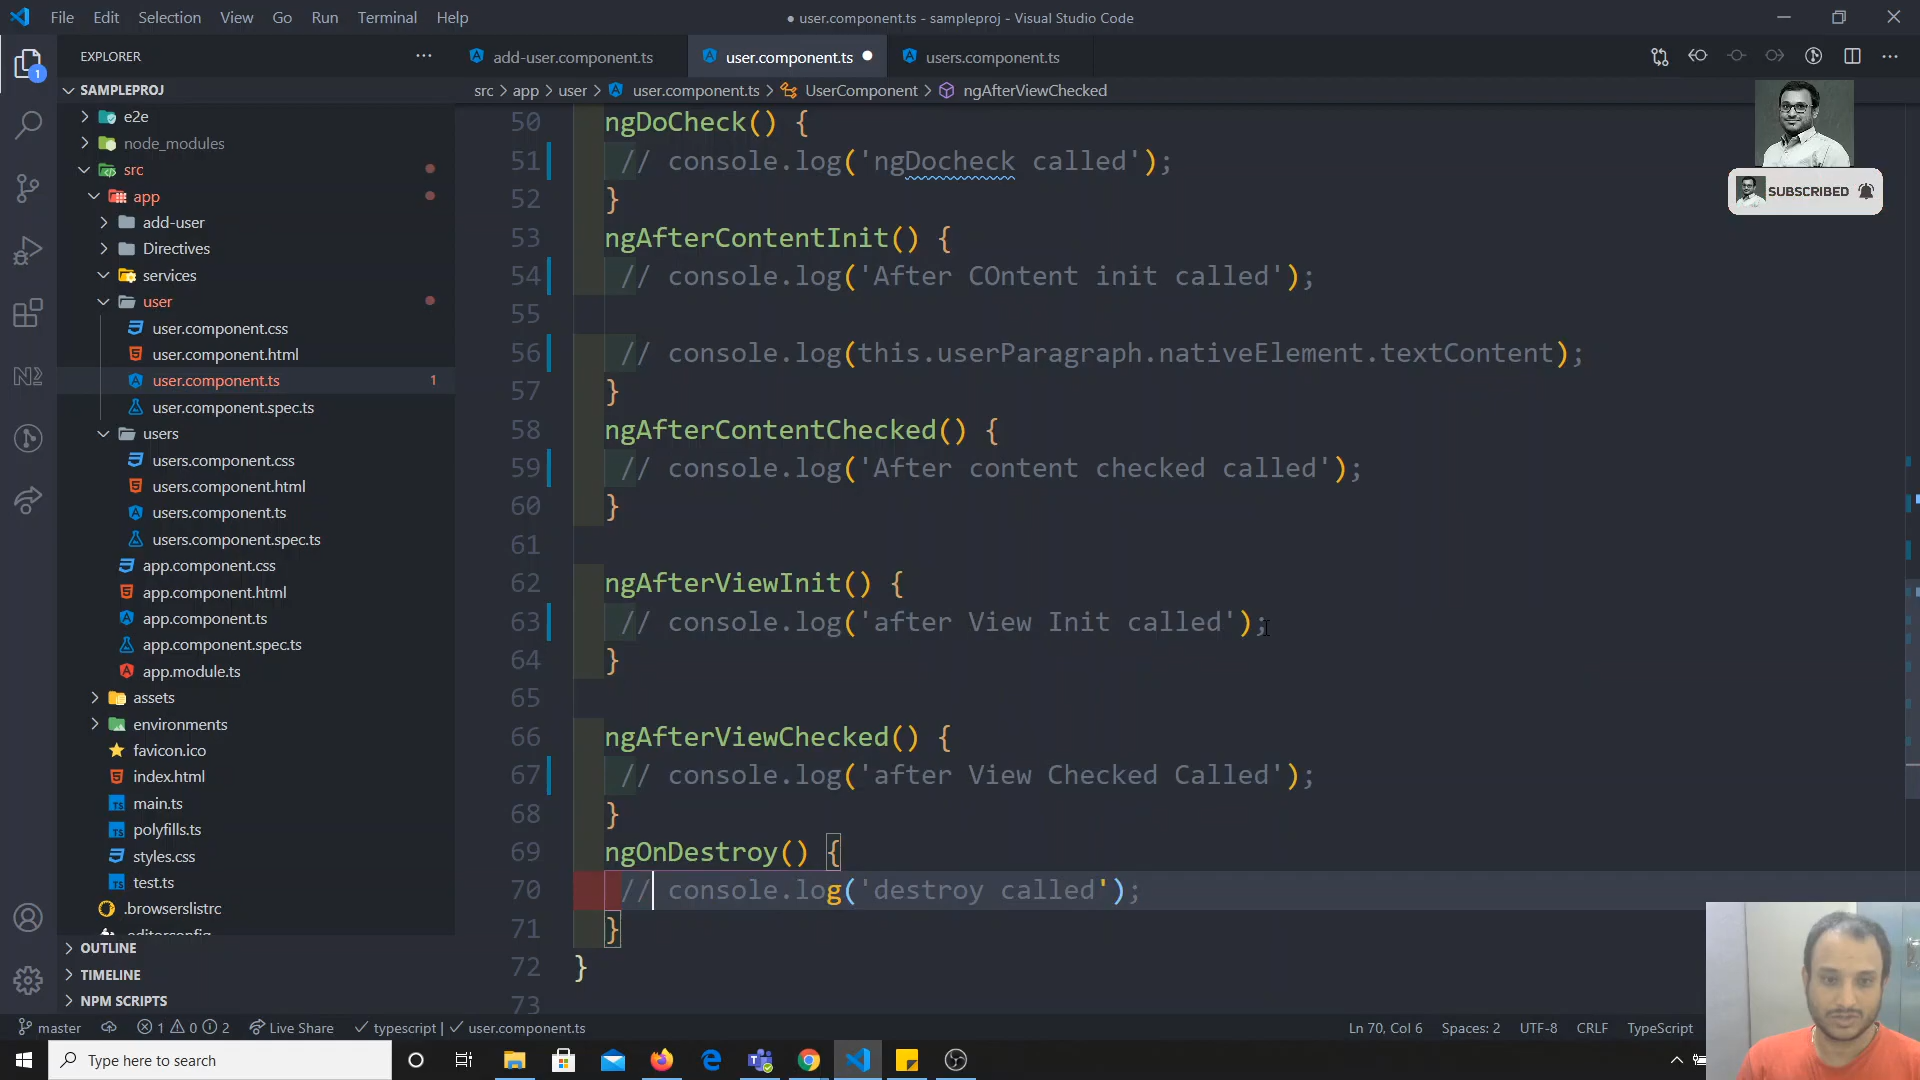 File Edit Selection View Go Run Terminal Help
● user.component.ts - sampleproj - Visual Studio Code
EXPLORER
add-user.component.ts
user.component.ts
users.component.ts
SAMPLEPROJ
src > app > user > user.component.ts > UserComponent > ngAfterViewChecked
e2e
node_modules
src
app
add-user
Directives
services
user
user.component.css
user.component.html
user.component.ts 1
user.component.spec.ts
users
users.component.css
users.component.html
users.component.ts
users.component.spec.ts
app.component.css
app.component.html
app.component.ts
app.component.spec.ts
app.module.ts
assets
environments
favicon.ico
index.html
main.ts
polyfills.ts
styles.css
test.ts
.browserslistrc
.editorconfig
OUTLINE
TIMELINE
NPM SCRIPTS
50 ngDoCheck() {
51 // console.log('ngDocheck called');
52 }
53 ngAfterContentInit() {
54 // console.log('After COntent init called');
55
56 // console.log(this.userParagraph.nativeElement.textContent);
57 }
58 ngAfterContentChecked() {
59 // console.log('After content checked called');
60 }
61
62 ngAfterViewInit() {
63 // console.log('after View Init called');
64 }
65
66 ngAfterViewChecked() {
67 // console.log('after View Checked Called');
68 }
69 ngOnDestroy() {
70 // console.log('destroy called');
71 }
72 }
73
SUBSCRIBED
1
master 1 0 2 Live Share typescript | user.component.ts
Ln 70, Col 6 Spaces: 2 UTF-8 CRLF TypeScript
Type here to search